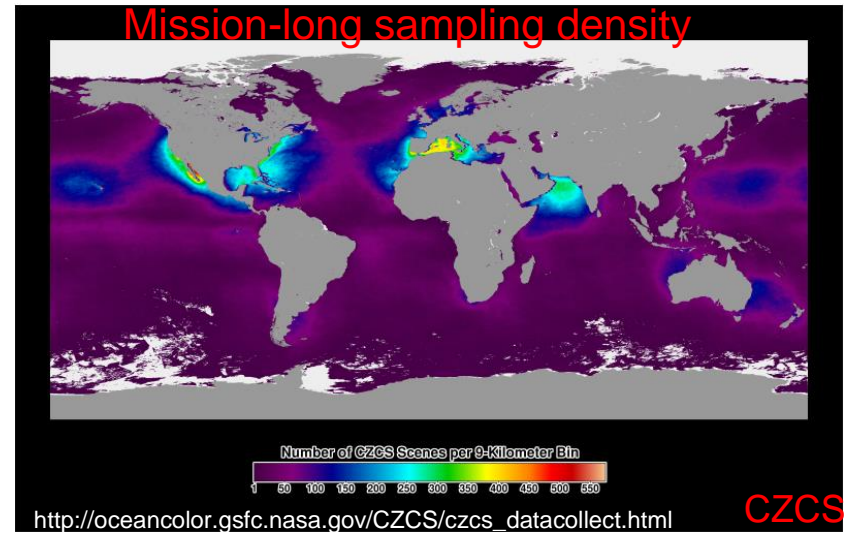 Mission-long sampling density
Number of CZCS Scenes per 9-Kilometer Bin
1 50 100 150 200 250 300 350 400 450 500 550
http://oceancolor.gsfc.nasa.gov/CZCS/czcs_datacollect.html
CZCS